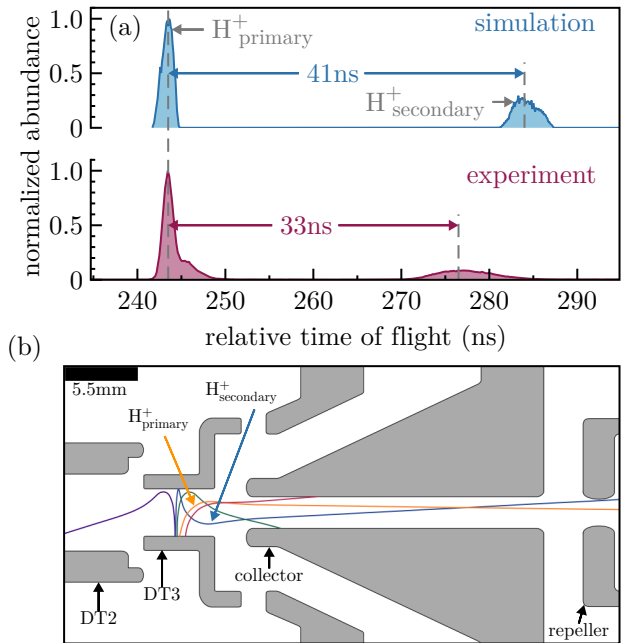 (a)
simulation
H⁺primary
41ns
H⁺secondary
1.0
0.5
0
experiment
33ns
1.0
0.5
0
normalized abundance
240 250 260 270 280 290
relative time of flight (ns)
(b)
5.5mm
H⁺secondary
H⁺primary
DT2
DT3
collector
repeller